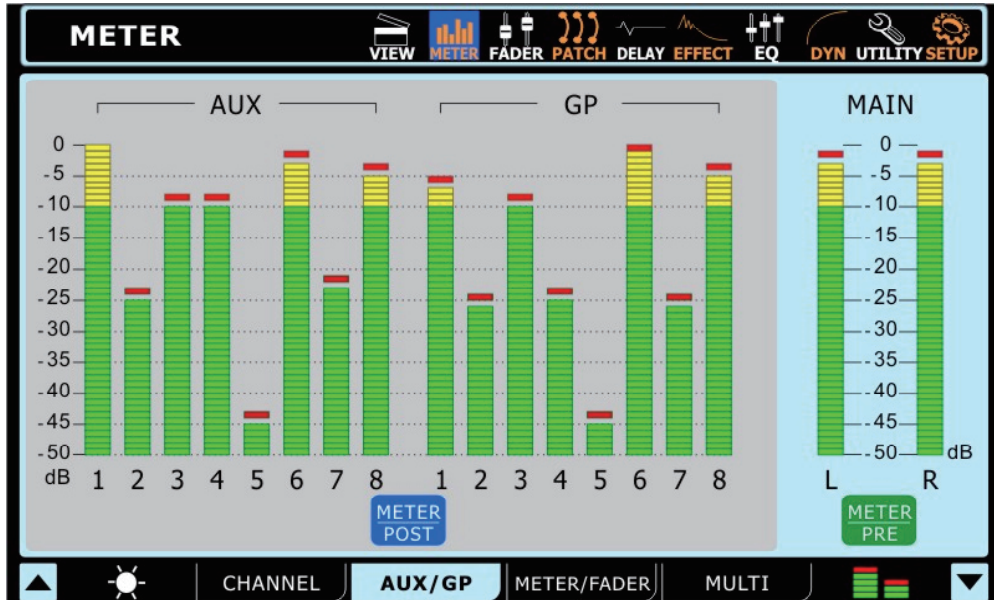 METER
VIEW METER FADER PATCH DELAY EFFECT EQ DYN UTILITY SETUP
AUX GP MAIN
0 0
-5 -5
-10 -10
-15 -15
-20 -20
-25 -25
-30 -30
-35 -35
-40 -40
-45 -45
-50 -50 dB
dB 1 2 3 4 5 6 7 8 1 2 3 4 5 6 7 8 L R
METER
POST
METER
PRE
CHANNEL AUX/GP METER/FADER MULTI